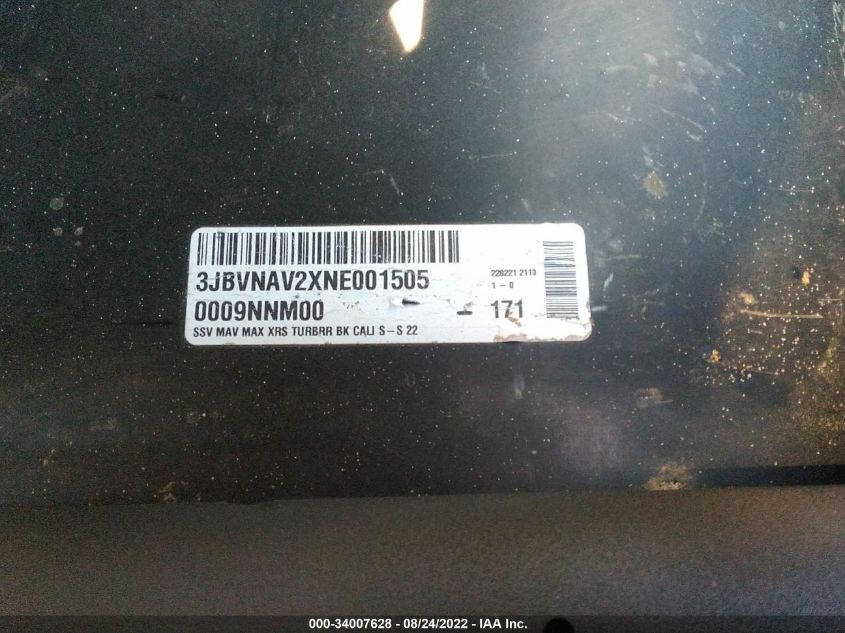 3JBVNAV2XNE001505
220221 2113
1-0
0009NNM00 - 171
SSV MAV MAX XRS TURBRR BK CALI S-S 22
000-34007628 - 08/24/2022 - IAA Inc.